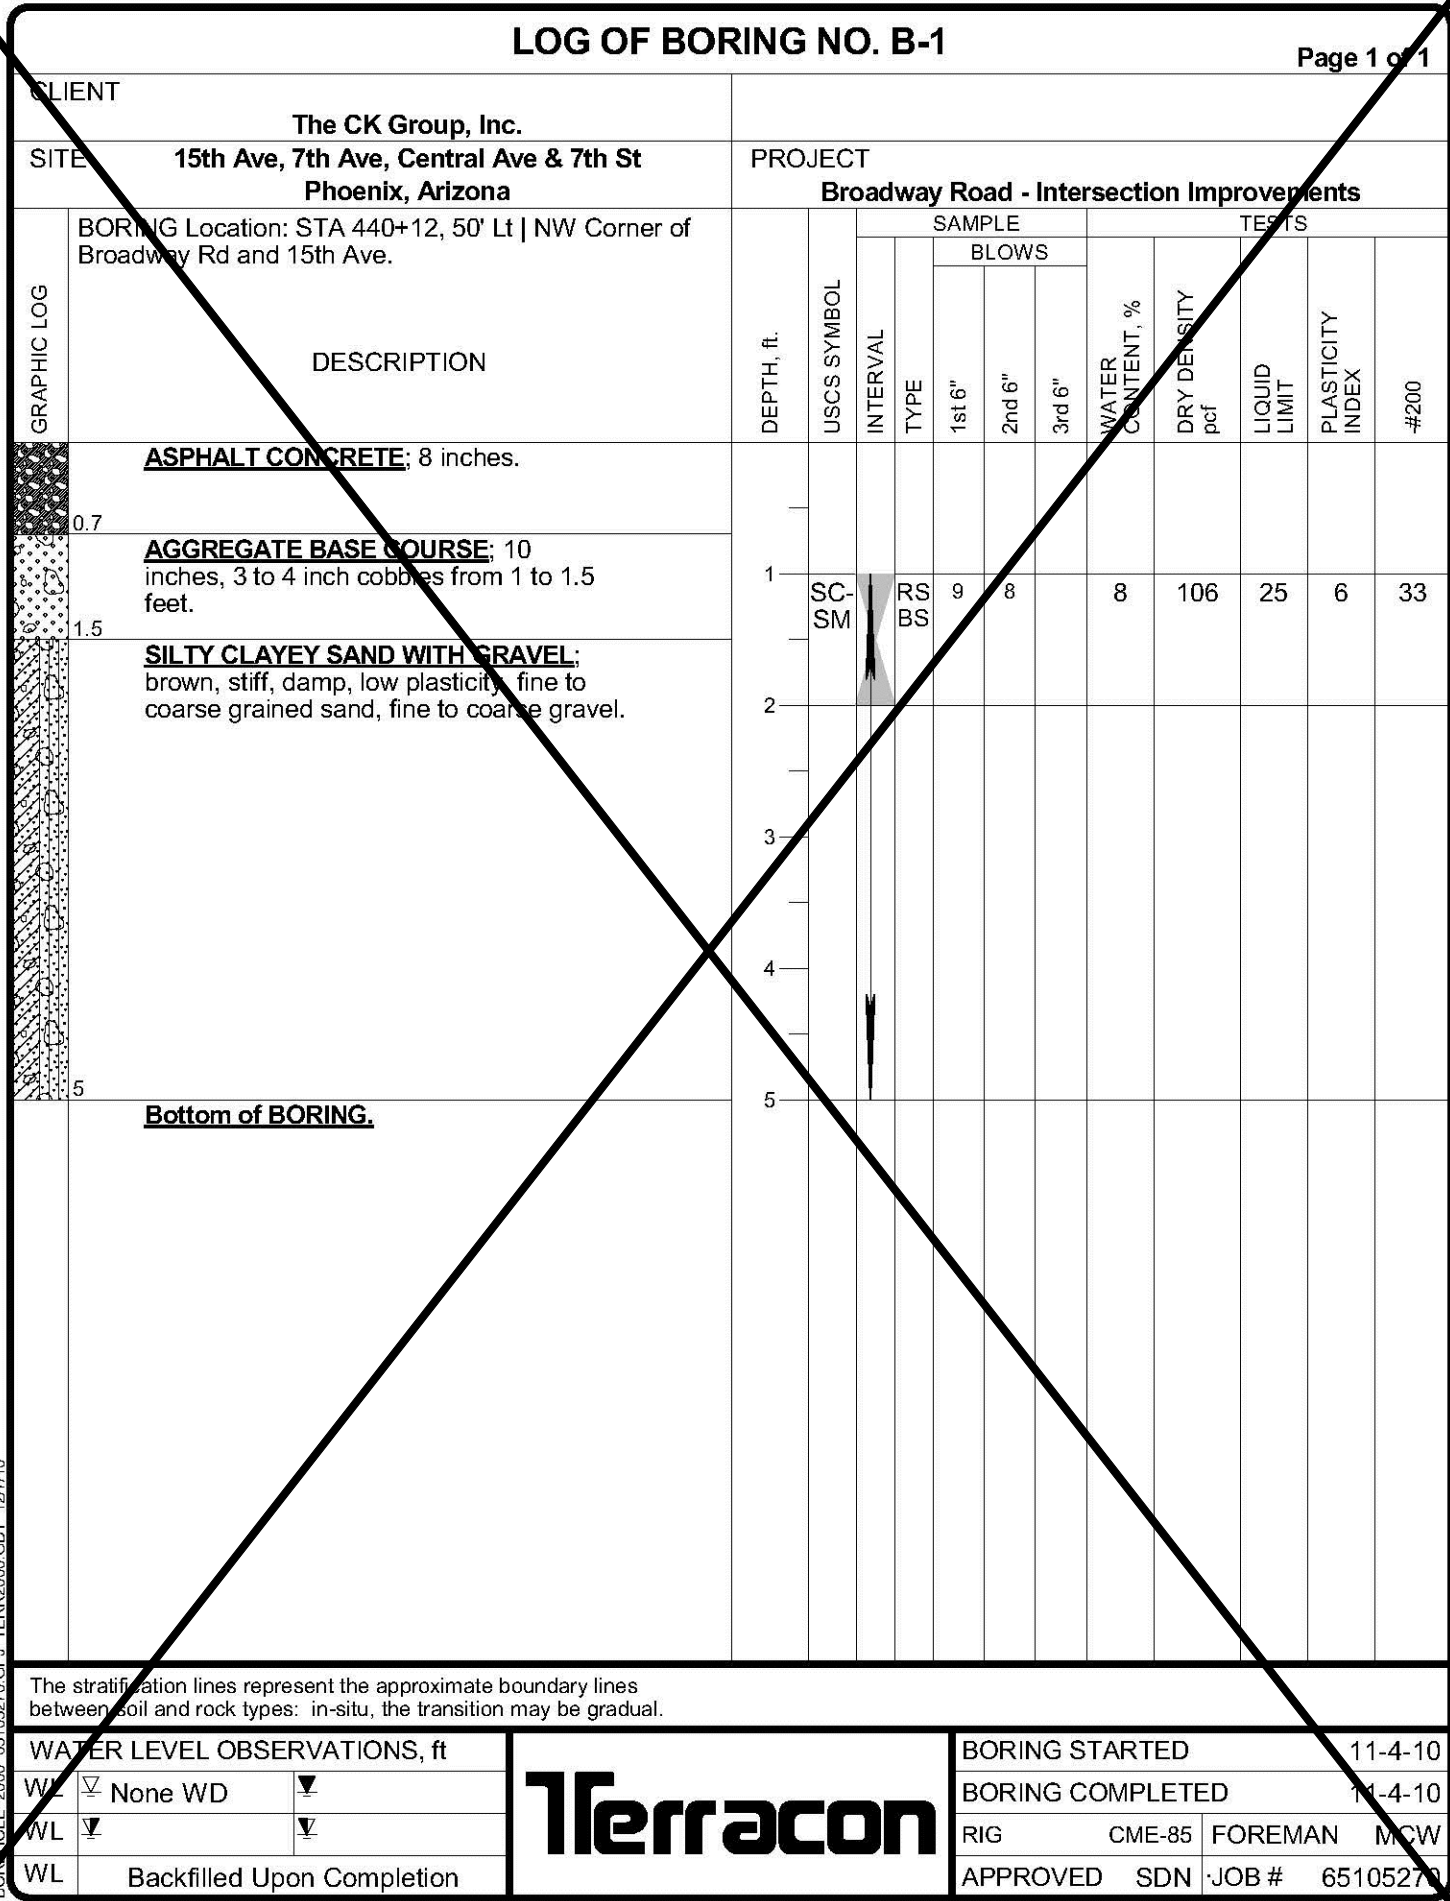 LOG OF BORING NO. B-1
Page 1 of 1
CLIENT
The CK Group, Inc.
SITE
15th Ave, 7th Ave, Central Ave & 7th St
Phoenix, Arizona
PROJECT
Broadway Road - Intersection Improvements
GRAPHIC LOG
BORING Location: STA 440+12, 50' Lt | NW Corner of
Broadway Rd and 15th Ave.
DESCRIPTION
DEPTH, ft.
USCS SYMBOL
SAMPLE
INTERVAL
TYPE
BLOWS
1st 6"
2nd 6"
3rd 6"
TESTS
WATER
CONTENT, %
DRY DENSITY
pcf
LIQUID
LIMIT
PLASTICITY
INDEX
#200
ASPHALT CONCRETE; 8 inches.
0.7
AGGREGATE BASE COURSE; 10
inches, 3 to 4 inch cobbles from 1 to 1.5
feet.
1.5
SILTY CLAYEY SAND WITH GRAVEL;
brown, stiff, damp, low plasticity, fine to
coarse grained sand, fine to coarse gravel.
5
Bottom of BORING.
1
SC- RS 9 8 8 106 25 6 33
SM BS
2
3
4
5
The stratification lines represent the approximate boundary lines
between soil and rock types: in-situ, the transition may be gradual.
WATER LEVEL OBSERVATIONS, ft
WL None WD
WL
WL Backfilled Upon Completion
Terracon
BORING STARTED 11-4-10
BORING COMPLETED 11-4-10
RIG CME-85 FOREMAN MCW
APPROVED SDN JOB # 65105270